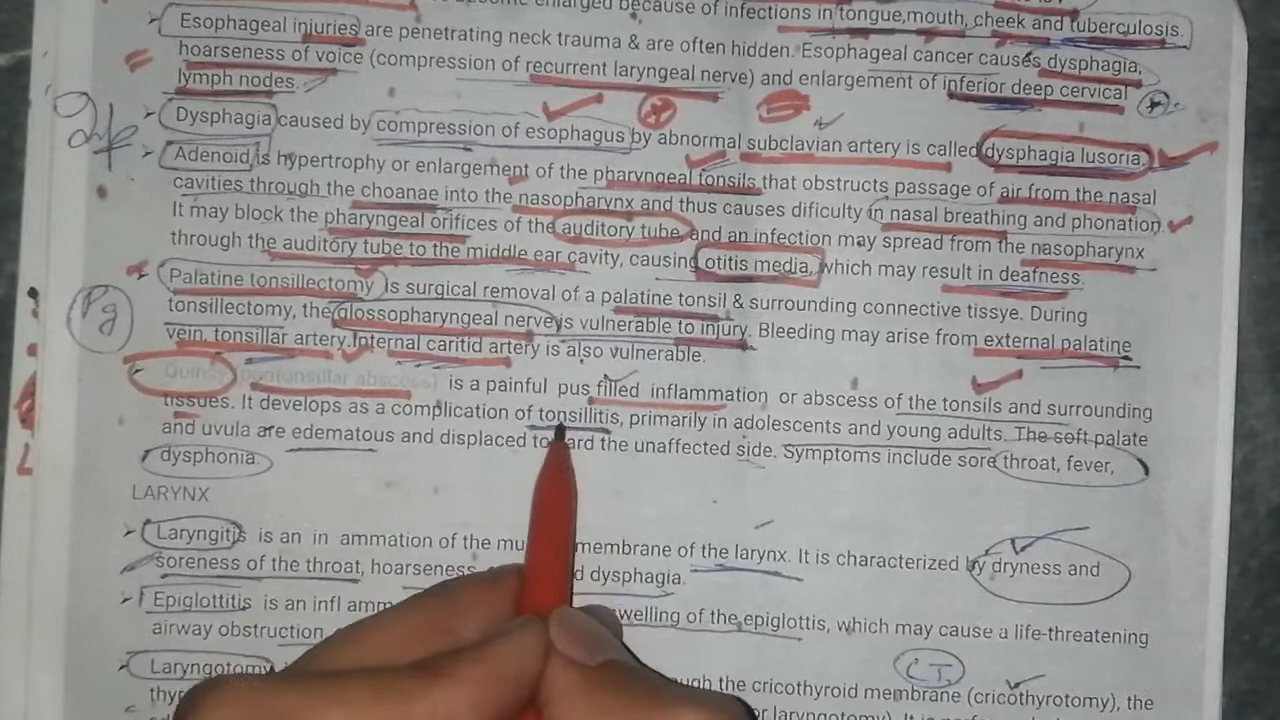 enlarged because of infections in tongue,mouth, cheek and tuberculosis.
➢ Esophageal injuries are penetrating neck trauma & are often hidden. Esophageal cancer causes dysphagia,
hoarseness of voice (compression of recurrent laryngeal nerve) and enlargement of inferior deep cervical
lymph nodes.
➢ Dysphagia caused by compression of esophagus by abnormal subclavian artery is called dysphagia lusoria.
➢ Adenoid is hypertrophy or enlargement of the pharyngeal tonsils that obstructs passage of air from the nasal
cavities through the choanae into the nasopharynx and thus causes dificulty in nasal breathing and phonation.
It may block the pharyngeal orifices of the auditory tube, and an infection may spread from the nasopharynx
through the auditory tube to the middle ear cavity, causing otitis media, which may result in deafness.
➢ Palatine tonsillectomy is surgical removal of a palatine tonsil & surrounding connective tissye. During
tonsillectomy, the glossopharyngeal nerve is vulnerable to injury. Bleeding may arise from external palatine
Pg
vein, tonsillar artery.Internal caritid artery is also vulnerable.
➢ Quinsy abscess) is a painful pus filled inflammation or abscess of the tonsils and surrounding
tissues. It develops as a complication of tonsillitis, primarily in adolescents and young adults. The soft palate
and uvula are edematous and displaced toward the unaffected side. Symptoms include sore throat, fever,
dysphonia.
LARYNX
➢ Laryngitis is an in ammation of the membrane of the larynx. It is characterized by dryness and
soreness of the throat, hoarseness dysphagia.
➢ Epiglottitis is an infl amm swelling of the epiglottis, which may cause a life-threatening
airway obstruction
C.T.
➢ Laryngotomy the cricothyroid membrane (cricothyrotomy), the
laryngotomy). It is